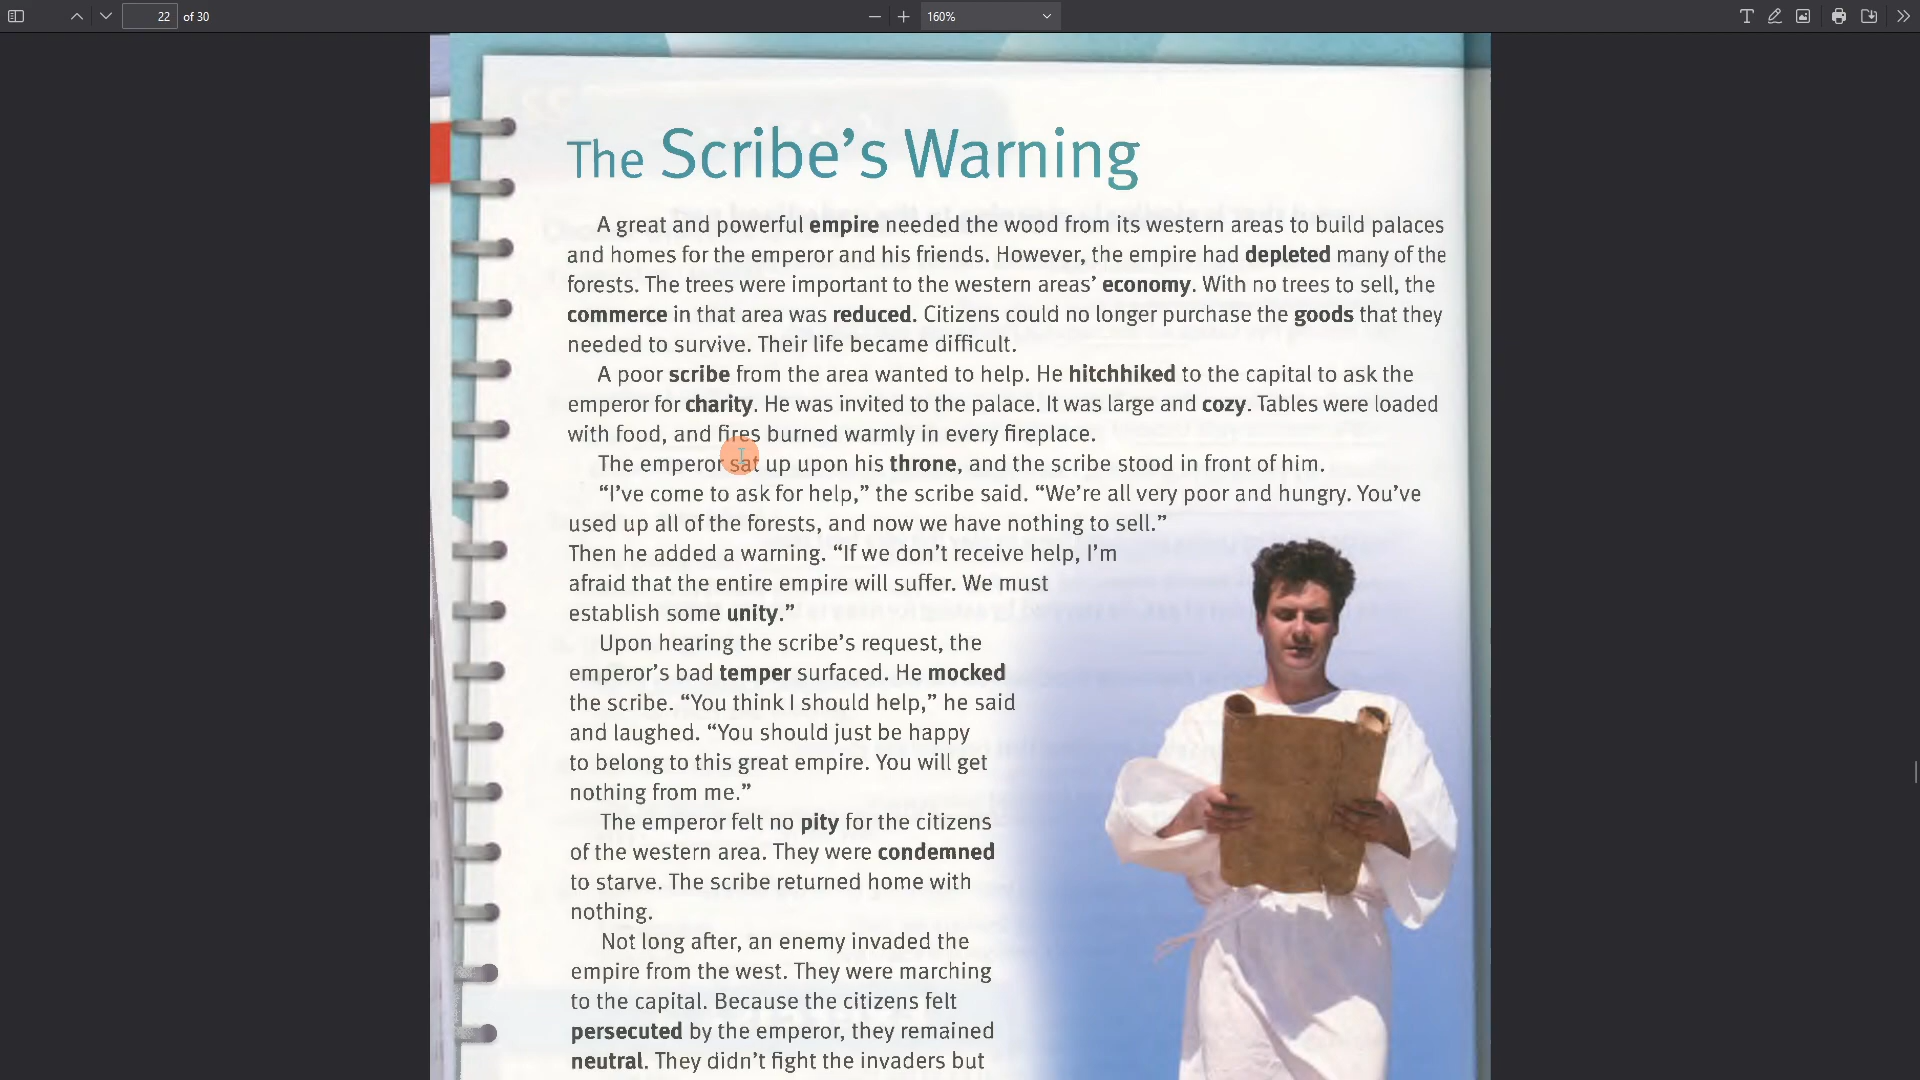 22 of 30 160%
The Scribe’s Warning
A great and powerful empire needed the wood from its western areas to build palaces
and homes for the emperor and his friends. However, the empire had depleted many of the
forests. The trees were important to the western areas’ economy. With no trees to sell, the
commerce in that area was reduced. Citizens could no longer purchase the goods that they
needed to survive. Their life became difficult.
A poor scribe from the area wanted to help. He hitchhiked to the capital to ask the
emperor for charity. He was invited to the palace. It was large and cozy. Tables were loaded
with food, and fires burned warmly in every fireplace.
The emperor sat up upon his throne, and the scribe stood in front of him.
“I’ve come to ask for help,” the scribe said. “We’re all very poor and hungry. You’ve
used up all of the forests, and now we have nothing to sell.”
Then he added a warning. “If we don’t receive help, I’m
afraid that the entire empire will suffer. We must
establish some unity.”
Upon hearing the scribe’s request, the
emperor’s bad temper surfaced. He mocked
the scribe. “You think I should help,” he said
and laughed. “You should just be happy
to belong to this great empire. You will get
nothing from me.”
The emperor felt no pity for the citizens
of the western area. They were condemned
to starve. The scribe returned home with
nothing.
Not long after, an enemy invaded the
empire from the west. They were marching
to the capital. Because the citizens felt
persecuted by the emperor, they remained
neutral. They didn’t fight the invaders but